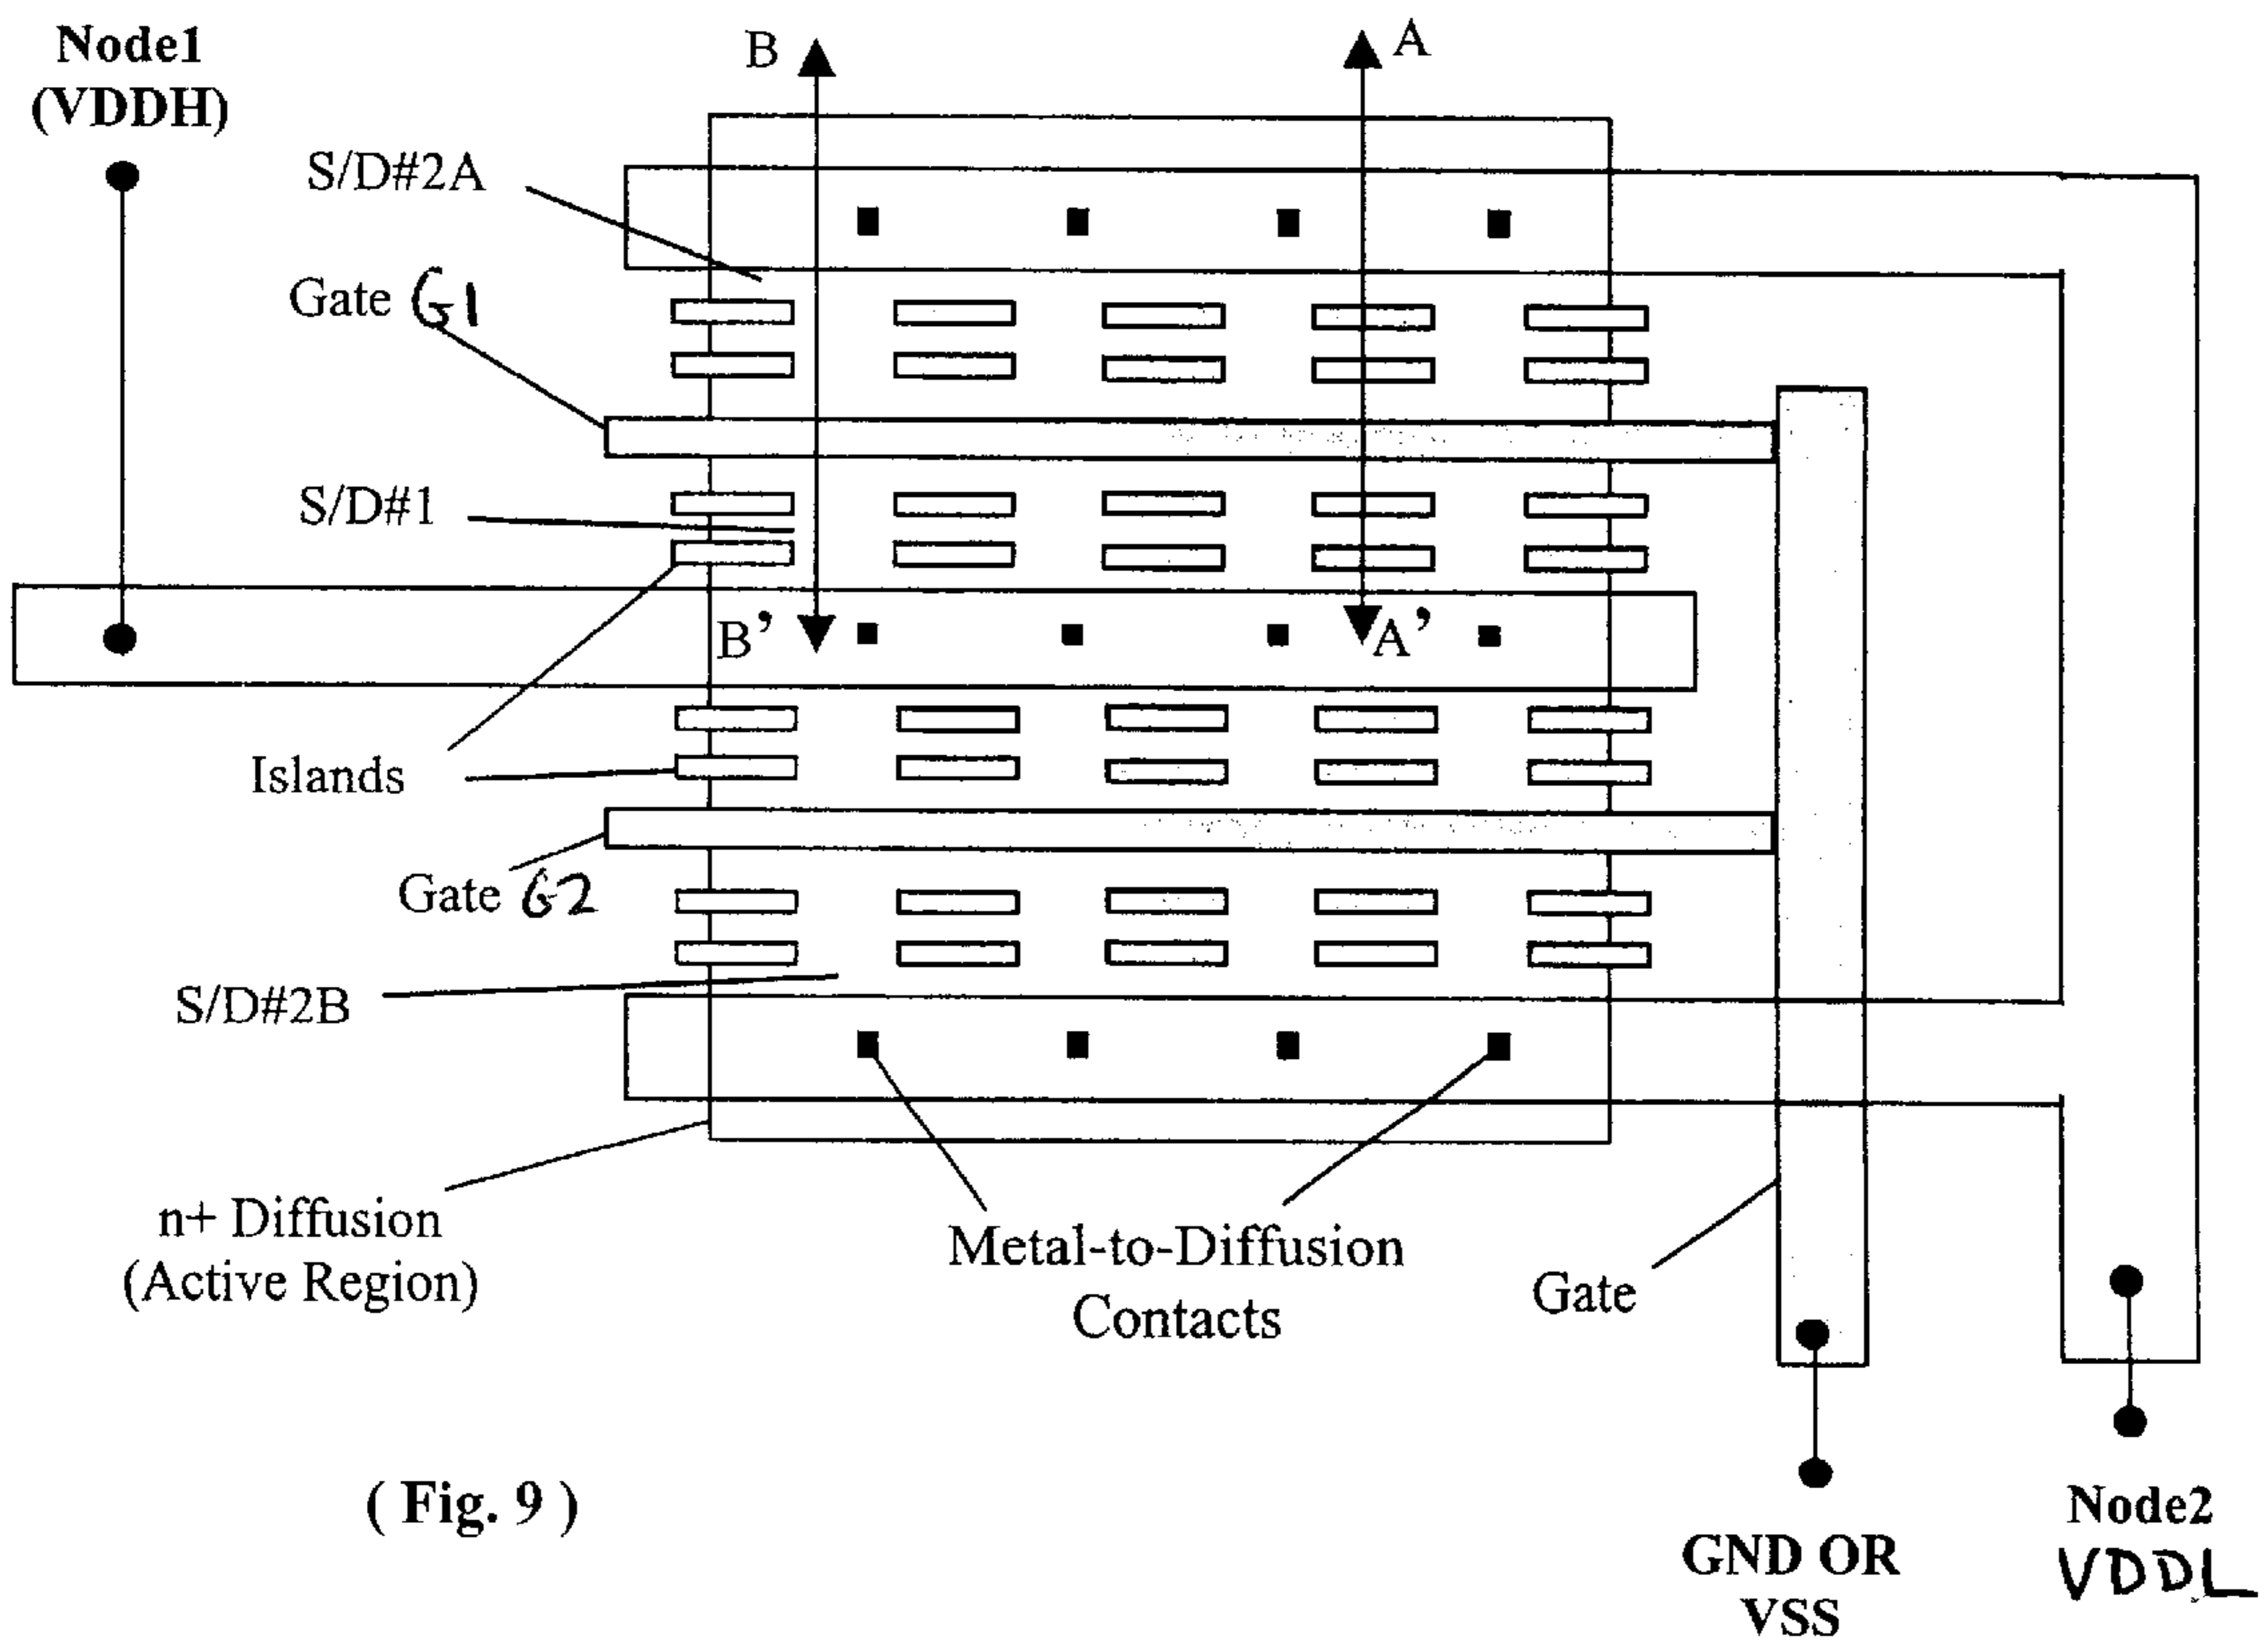 Node1
(VDDH)
B
A
S/D#2A
Gate G1
S/D#1
B’
A’
Islands
Gate G2
S/D#2B
n+ Diffusion
(Active Region)
Metal-to-Diffusion
Contacts
Gate
( Fig. 9 )
GND OR
VSS
Node2
VDDL